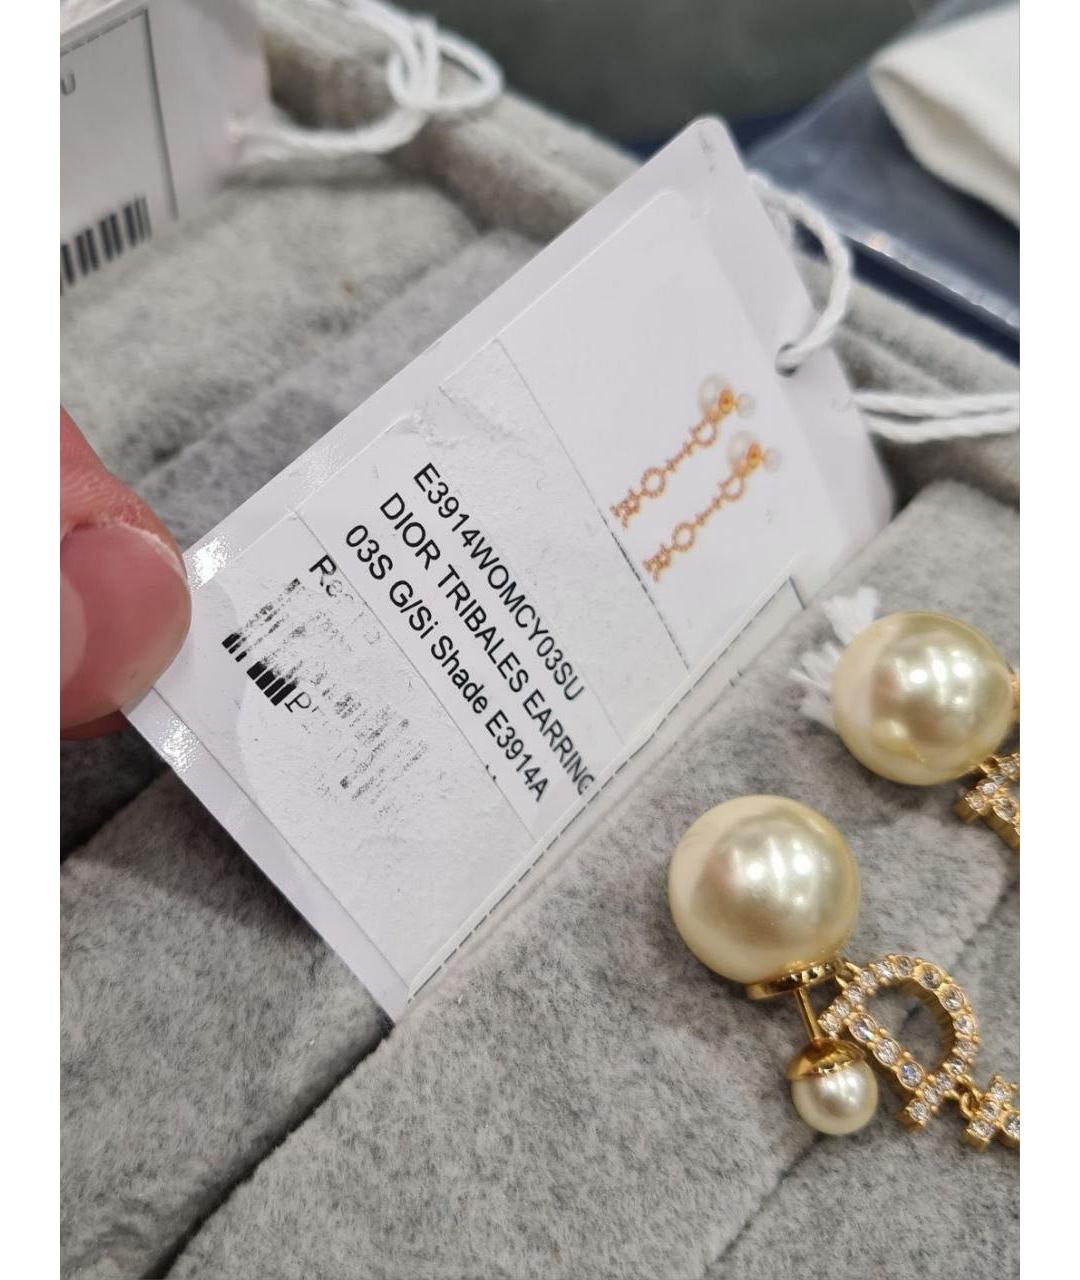 U
E3914WOMCY03SU
DIOR TRIBALES EARRING
03S G/Si Shade E3914A